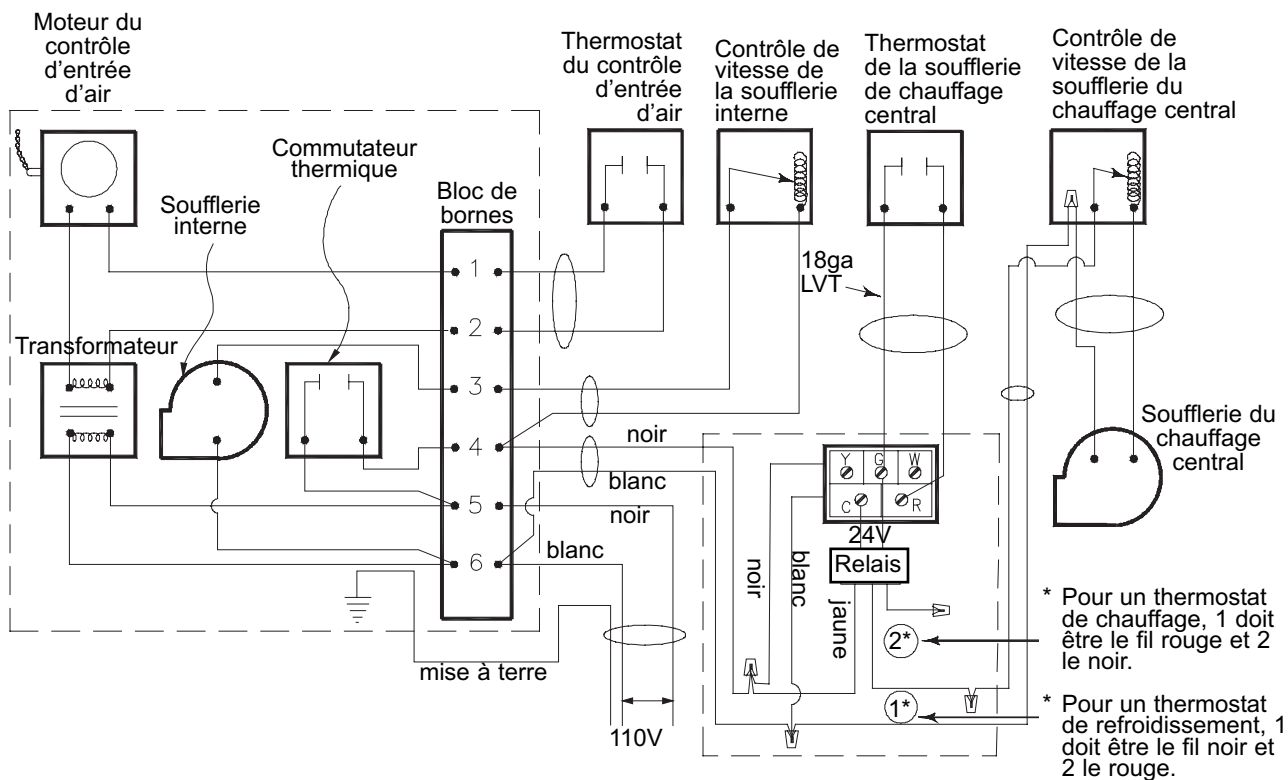 Moteur du
contrôle
d'entrée
d'air
Thermostat
du contrôle
d'entrée
d'air
Contrôle de
vitesse de
la soufflerie
interne
Thermostat
de la soufflerie
de chauffage
central
Contrôle de
vitesse de la
soufflerie du
chauffage central
Commutateur
thermique
Soufflerie
interne
Bloc de
bornes
1
2
3
4
5
6
Transformateur
18ga
LVT
noir
blanc
noir
blanc
mise à terre
110V
Y G W
C R
24V
Relais
noir
blanc
jaune
2*
1*
Soufflerie du
chauffage
central
* Pour un thermostat
de chauffage, 1 doit
être le fil rouge et 2
le noir.
* Pour un thermostat
de refroidissement, 1
doit être le fil noir et
2 le rouge.